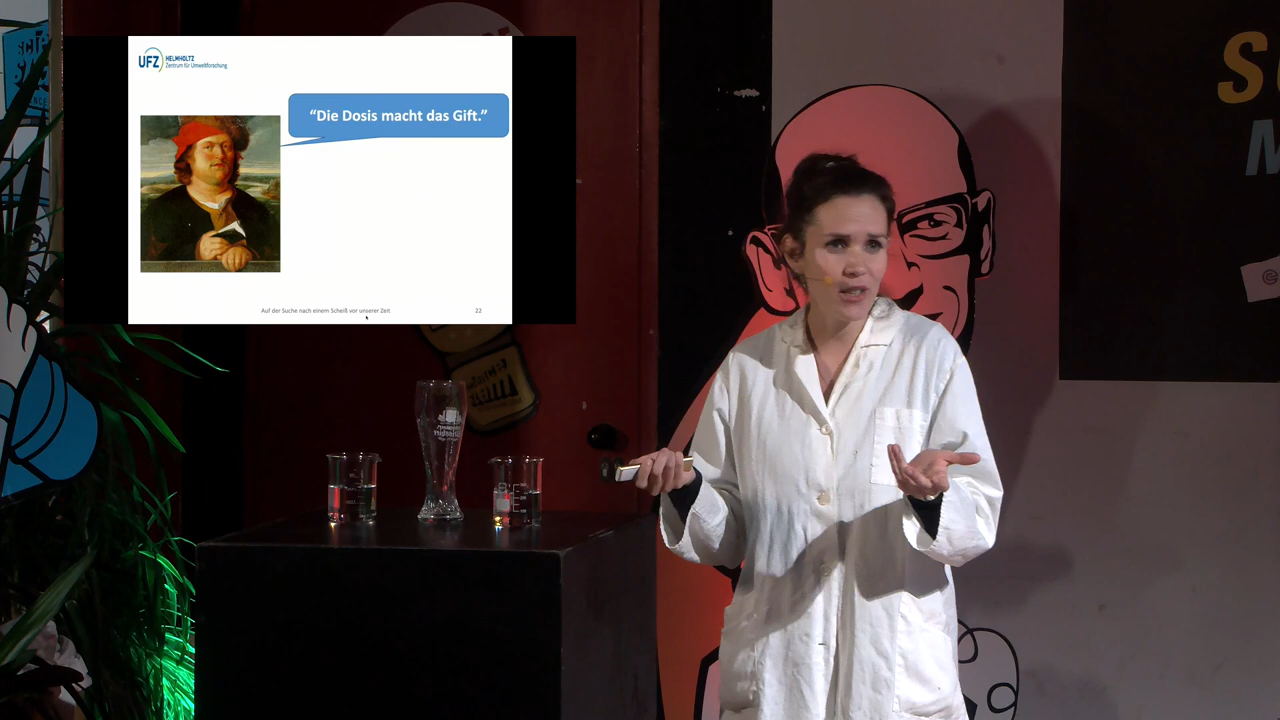 UFZ
HELMHOLTZ
Zentrum für Umweltforschung
“Die Dosis macht das Gift.”
Auf der Suche nach einem Scheiß vor unserer Zeit
22